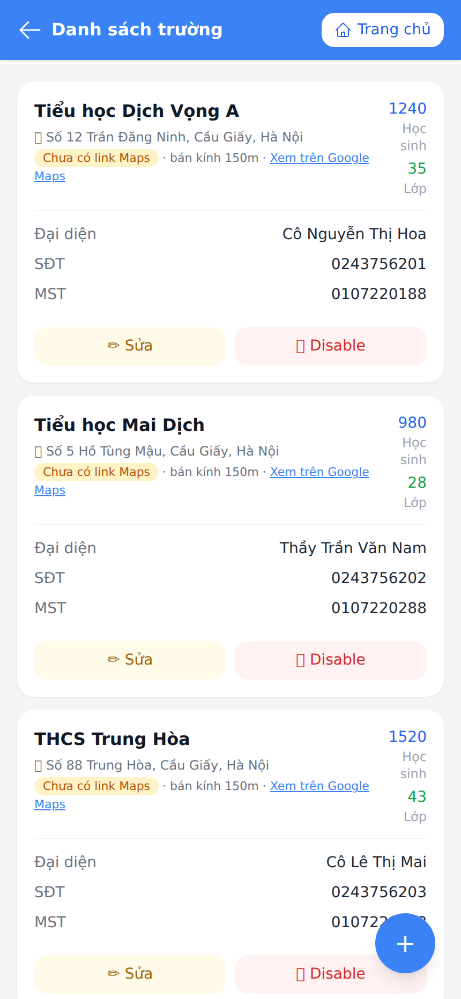 Danh sách trường
Trang chủ
Tiểu học Dịch Vọng A
1240
Học
sinh
35
Lớp
Số 12 Trần Đăng Ninh, Cầu Giấy, Hà Nội
Chưa có link Maps · bán kính 150m · Xem trên Google
Maps
Đại diện Cô Nguyễn Thị Hoa
SĐT 0243756201
MST 0107220188
✏ Sửa
Disable
Tiểu học Mai Dịch
980
Học
sinh
28
Lớp
Số 5 Hồ Tùng Mậu, Cầu Giấy, Hà Nội
Chưa có link Maps · bán kính 150m · Xem trên Google
Maps
Đại diện Thầy Trần Văn Nam
SĐT 0243756202
MST 0107220288
✏ Sửa
Disable
THCS Trung Hòa
1520
Học
sinh
43
Lớp
Số 88 Trung Hòa, Cầu Giấy, Hà Nội
Chưa có link Maps · bán kính 150m · Xem trên Google
Maps
Đại diện Cô Lê Thị Mai
SĐT 0243756203
MST
+
✏ Sửa
Disable